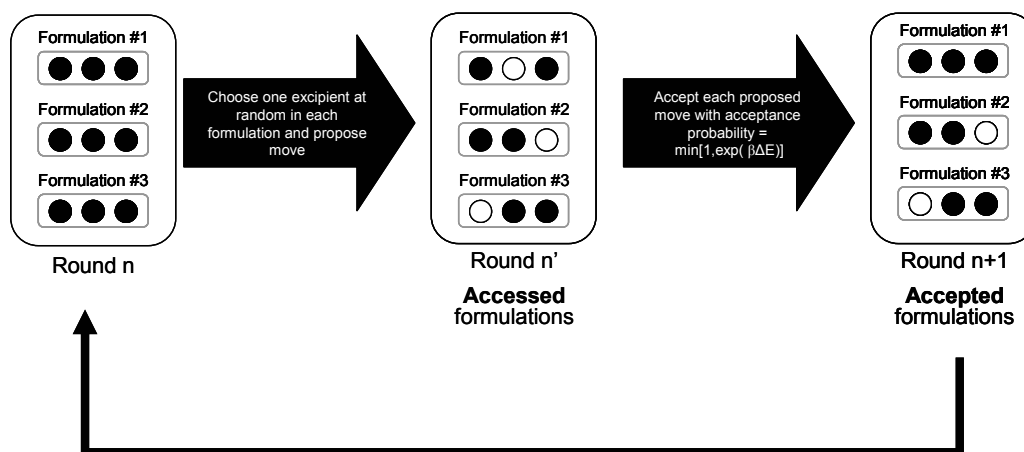 Formulation #1
Formulation #2
Formulation #3
Round n
Choose one excipient at
random in each
formulation and propose
move
Formulation #1
Formulation #2
Formulation #3
Round n'
Accessed
formulations
Accept each proposed
move with acceptance
probability =
min[1,exp( βΔE)]
Formulation #1
Formulation #2
Formulation #3
Round n+1
Accepted
formulations